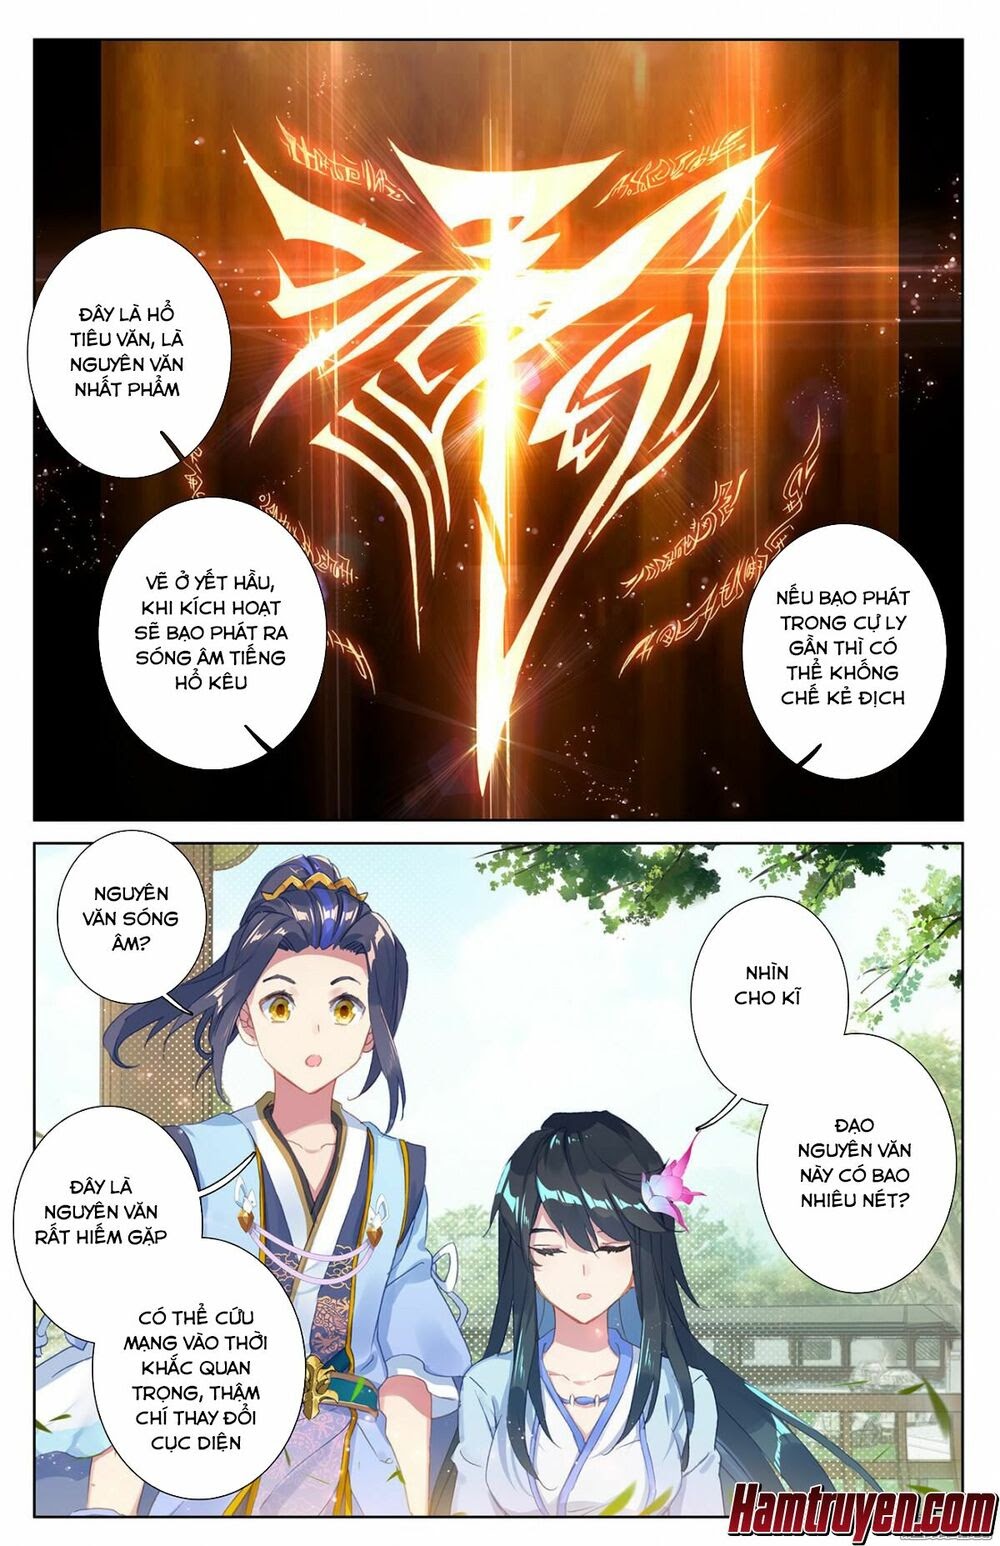 ĐÂY LÀ HỔ
TIÊU VĂN, LÀ
NGUYÊN VĂN
NHẤT PHẨM
VẼ Ở YẾT HẦU,
KHI KÍCH HOẠT
SẼ BẠO PHÁT RA
SÓNG ÂM TIẾNG
HỔ KÊU
NẾU BẠO PHÁT
TRONG CỰ LY
GẦN THÌ CÓ
THỂ KHỐNG
CHẾ KẺ ĐỊCH
NGUYÊN
VĂN SÓNG
ÂM?
ĐÂY LÀ
NGUYÊN VĂN
RẤT HIẾM GẶP
CÓ THỂ CỨU
MẠNG VÀO THỜI
KHẮC QUAN
TRỌNG, THẬM
CHÍ THAY ĐỔI
CỤC DIỆN
NHÌN
CHO KĨ
ĐẠO
NGUYÊN VĂN
NÀY CÓ BAO
NHIÊU NÉT?
Hamtruyen.com